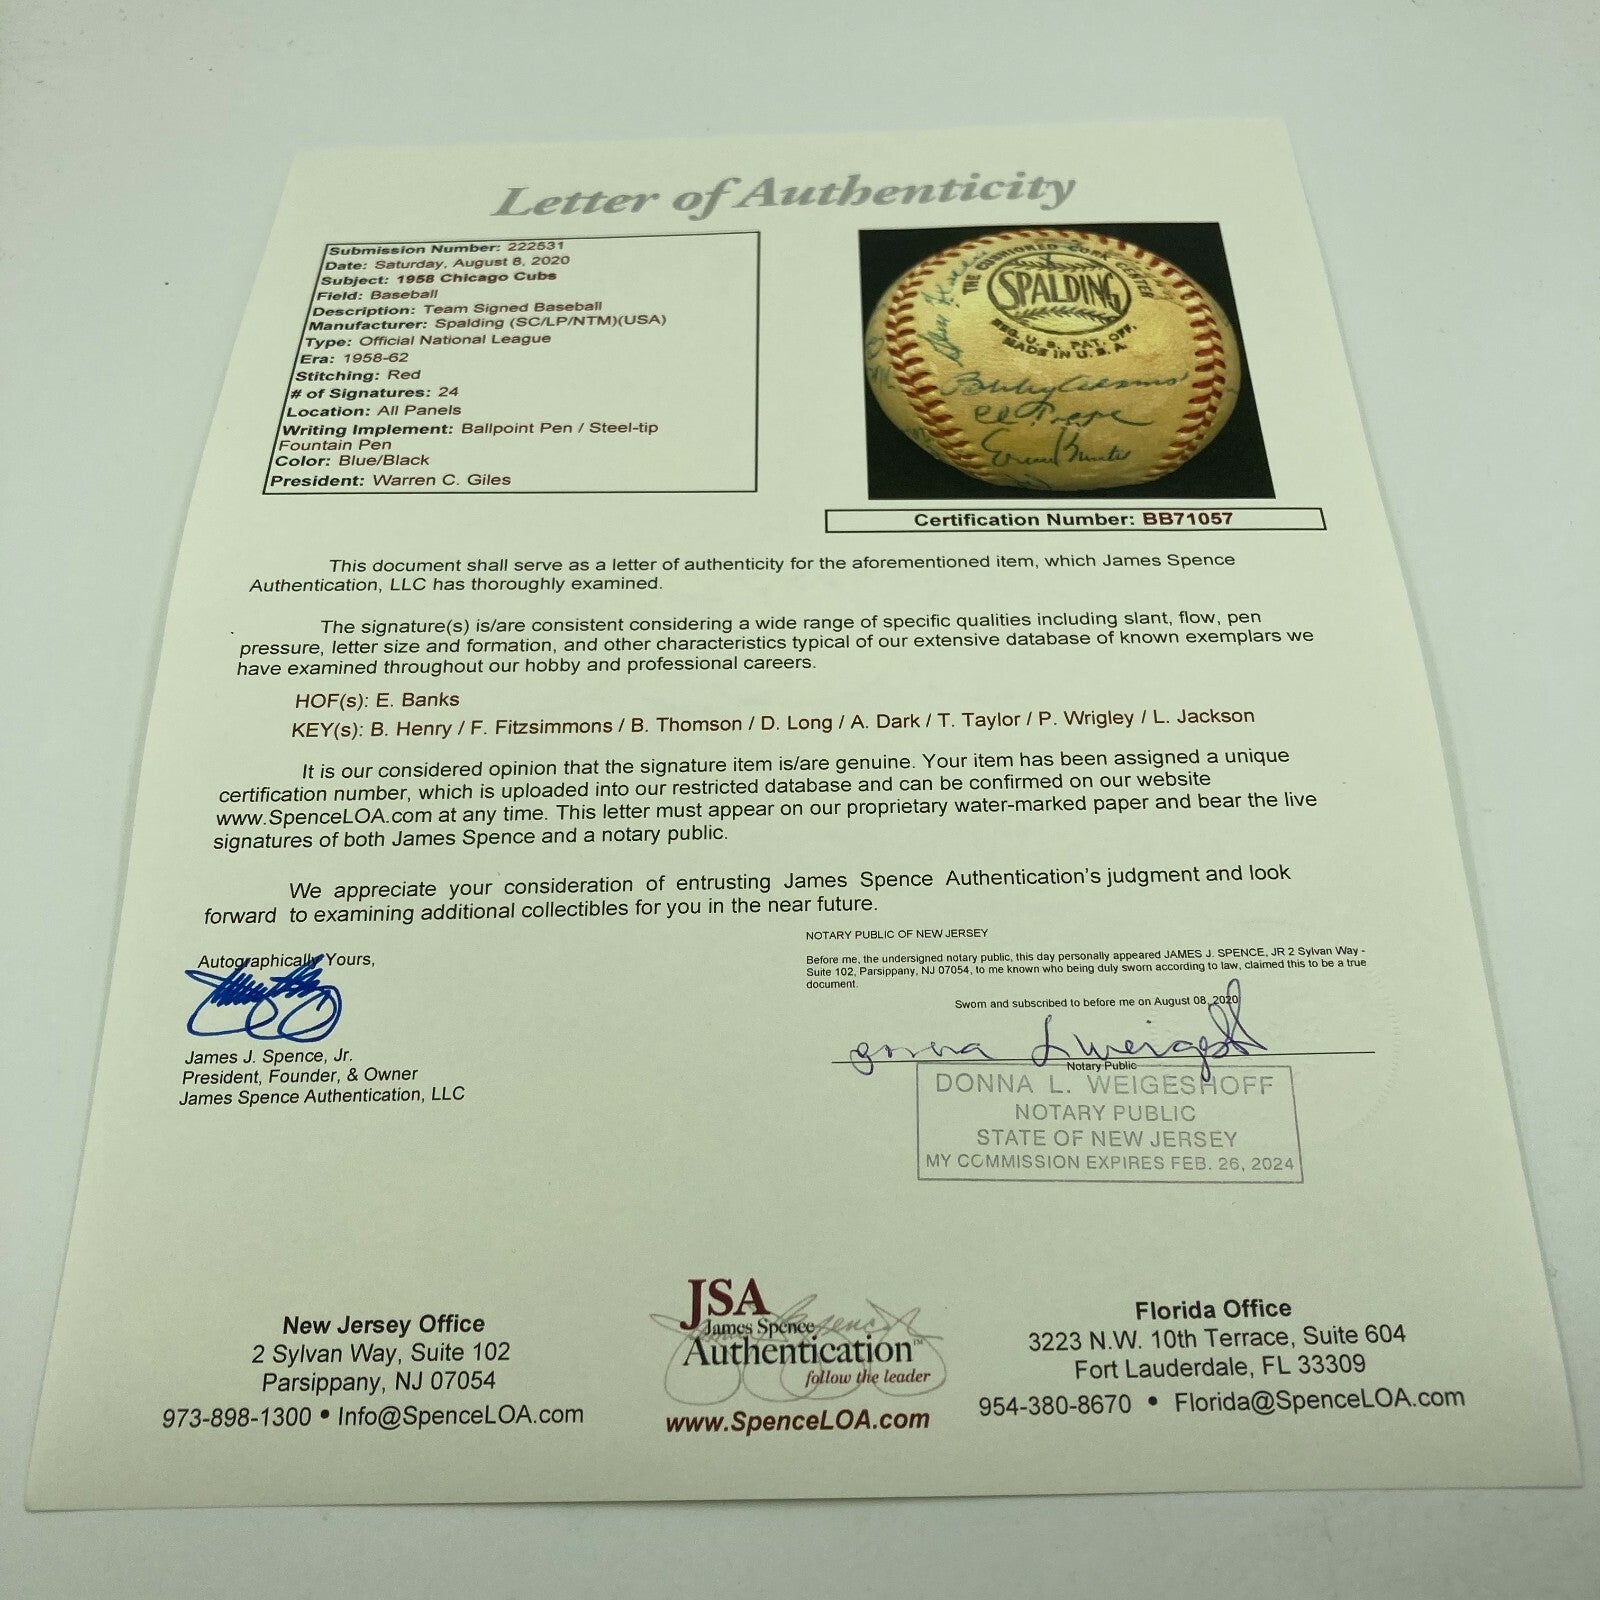 Letter of Authenticity
Submission Number: 222531
Date: Saturday, August 8, 2020
Subject: 1958 Chicago Cubs
Field: Baseball
Description: Team Signed Baseball
Manufacturer: Spalding (SC/LP/NTM)(USA)
Type: Official National League
Era: 1958-62
Stitching: Red
# of Signatures: 24
Location: All Panels
Writing Implement: Ballpoint Pen / Steel-tip
Fountain Pen
Color: Blue/Black
President: Warren C. Giles
THE CUSHIONED CORK CENTER
SPALDING
REG. U. S. PAT. OFF.
MADE IN U. S. A.
Certification Number: BB71057
This document shall serve as a letter of authenticity for the aforementioned item, which James Spence
Authentication, LLC has thoroughly examined.
The signature(s) is/are consistent considering a wide range of specific qualities including slant, flow, pen
pressure, letter size and formation, and other characteristics typical of our extensive database of known exemplars we
have examined throughout our hobby and professional careers.
HOF(s): E. Banks
KEY(s): B. Henry / F. Fitzsimmons / B. Thomson / D. Long / A. Dark / T. Taylor / P. Wrigley / L. Jackson
It is our considered opinion that the signature item is/are genuine. Your item has been assigned a unique
certification number, which is uploaded into our restricted database and can be confirmed on our website
www.SpenceLOA.com at any time. This letter must appear on our proprietary water-marked paper and bear the live
signatures of both James Spence and a notary public.
We appreciate your consideration of entrusting James Spence Authentication's judgment and look
forward to examining additional collectibles for you in the near future.
Autographically Yours,
James J. Spence, Jr.
President, Founder, & Owner
James Spence Authentication, LLC
NOTARY PUBLIC OF NEW JERSEY
Before me, the undersigned notary public, this day personally appeared JAMES J. SPENCE, JR 2 Sylvan Way -
Suite 102, Parsippany, NJ 07054, to me known who being duly sworn according to law, claimed this to be a true
document.
Sworn and subscribed to before me on August 08, 2020
Notary Public
DONNA L. WEIGESHOFF
NOTARY PUBLIC
STATE OF NEW JERSEY
MY COMMISSION EXPIRES FEB. 26, 2024
New Jersey Office
2 Sylvan Way, Suite 102
Parsippany, NJ 07054
973-898-1300 • Info@SpenceLOA.com
JSA
James Spence
Authentication™
follow the leader
www.SpenceLOA.com
Florida Office
3223 N.W. 10th Terrace, Suite 604
Fort Lauderdale, FL 33309
954-380-8670 • Florida@SpenceLOA.com